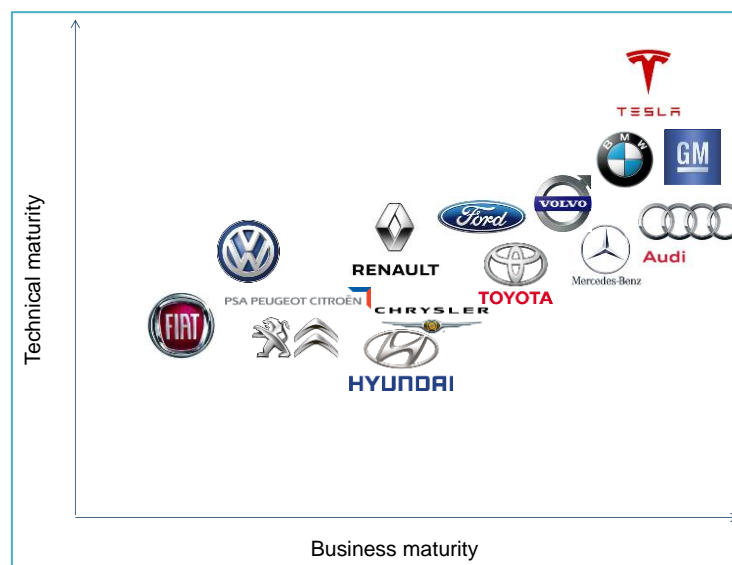 TESLA
BMW
GM
VOLVO
Ford
Audi
Mercedes-Benz
RENAULT
TOYOTA
PSA PEUGEOT CITROËN
CHRYSLER
FIAT
HYUNDAI
Technical maturity
Business maturity